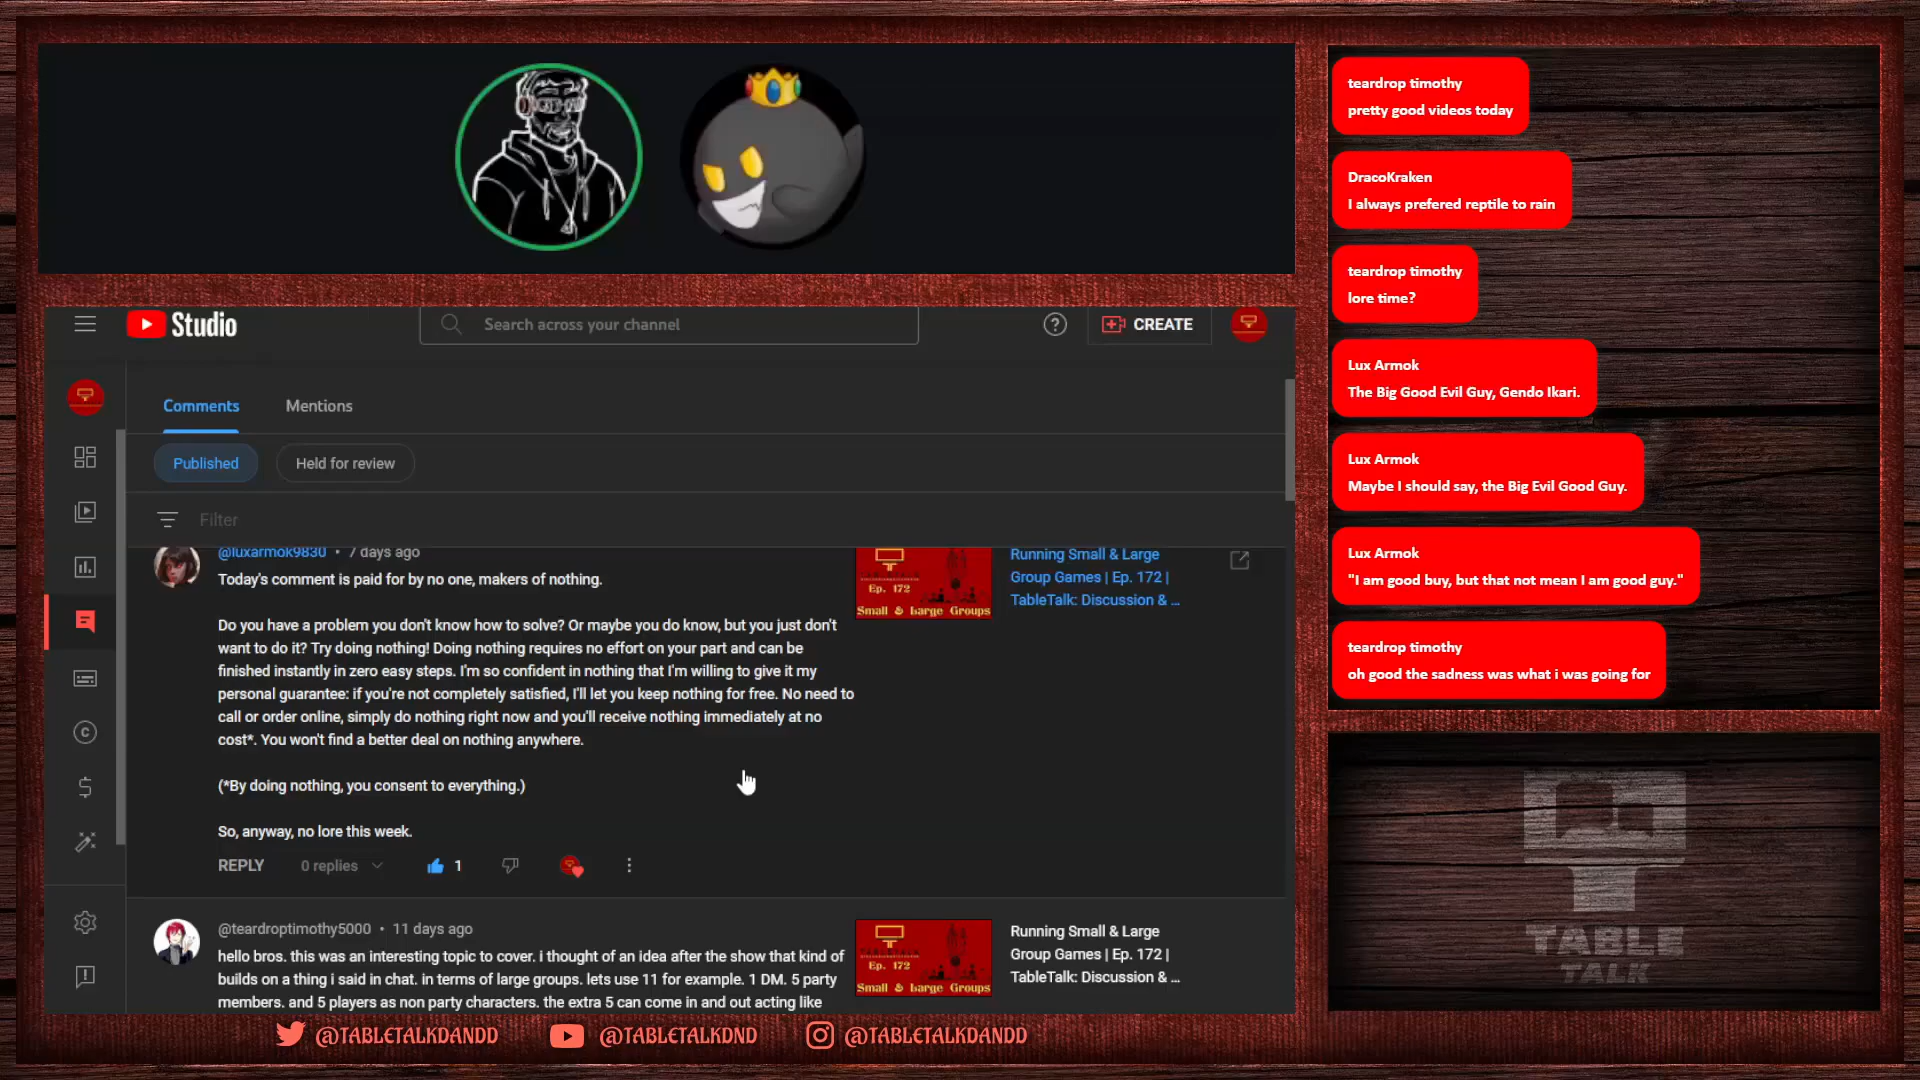 Studio
Search across your channel
CREATE
Comments
Mentions
Published
Held for review
Filter
@luxarmok9830 • 7 days ago
Today's comment is paid for by no one, makers of nothing.
Do you have a problem you don't know how to solve? Or maybe you do know, but you just don't
want to do it? Try doing nothing! Doing nothing requires no effort on your part and can be
finished instantly in zero easy steps. I'm so confident in nothing that I'm willing to give it my
personal guarantee: if you're not completely satisfied, I'll let you keep nothing for free. No need to
call or order online, simply do nothing right now and you'll receive nothing immediately at no
cost*. You won't find a better deal on nothing anywhere.
(*By doing nothing, you consent to everything.)
So, anyway, no lore this week.
REPLY
0 replies
1
Ep. 172
Small & Large Groups
Running Small & Large
Group Games | Ep. 172 |
TableTalk: Discussion & ...
@teardroptimothy5000 • 11 days ago
hello bros. this was an interesting topic to cover. i thought of an idea after the show that kind of
builds on a thing i said in chat. in terms of large groups. lets use 11 for example. 1 DM. 5 party
members. and 5 players as non party characters. the extra 5 can come in and out acting like
Ep. 172
Small & Large Groups
Running Small & Large
Group Games | Ep. 172 |
TableTalk: Discussion & ...
@TABLETALKDANDD
@TABLETALKDND
@TABLETALKDANDD
teardrop timothy
pretty good videos today
DracoKraken
I always prefered reptile to rain
teardrop timothy
lore time?
Lux Armok
The Big Good Evil Guy, Gendo Ikari.
Lux Armok
Maybe I should say, the Big Evil Good Guy.
Lux Armok
"I am good buy, but that not mean I am good guy."
teardrop timothy
oh good the sadness was what i was going for
TABLE
TALK